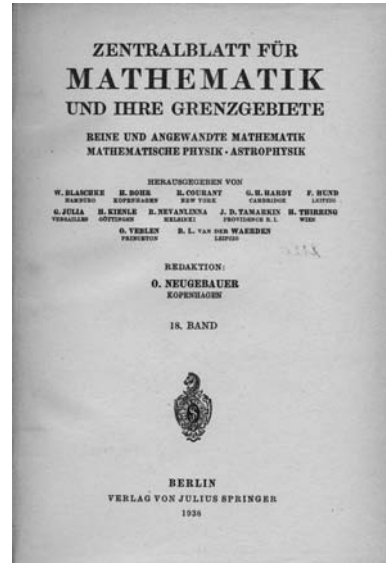 ZENTRALBLATT FÜR
MATHEMATIK
UND IHRE GRENZGEBIETE
REINE UND ANGEWANDTE MATHEMATIK
MATHEMATISCHE PHYSIK · ASTROPHYSIK
HERAUSGEGEBEN VON
W. BLASCHKE H. BOHR R. COURANT G. H. HARDY F. HUND
HAMBURG KOPENHAGEN NEW YORK CAMBRIDGE LEIPZIG
G. JULIA H. KIENLE R. NEVANLINNA J. D. TAMARKIN H. THIRRING
VERSAILLES GÖTTINGEN HELSINKI PROVIDENCE R. I. WIEN
O. VEBLEN B. L. VAN DER WAERDEN
PRINCETON LEIPZIG
REDAKTION:
O. NEUGEBAUER
KOPENHAGEN
18. BAND
BERLIN
VERLAG VON JULIUS SPRINGER
1938